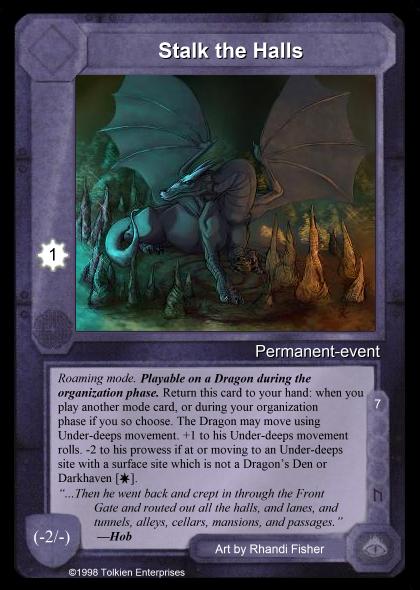 Stalk the Halls
1
Permanent-event
Roaming mode. Playable on a Dragon during the
organization phase. Return this card to your hand: when you
play another mode card, or during your organization
phase if you so choose. The Dragon may move using
Under-deeps movement. +1 to his Under-deeps movement
rolls. -2 to his prowess if at or moving to an Under-deeps
site with a surface site which is not a Dragon's Den or
Darkhaven [✷].
"...Then he went back and crept in through the Front
Gate and routed out all the halls, and lanes, and
tunnels, alleys, cellars, mansions, and passages."
—Hob
7
(-2/-)
Art by Rhandi Fisher
©1998 Tolkien Enterprises